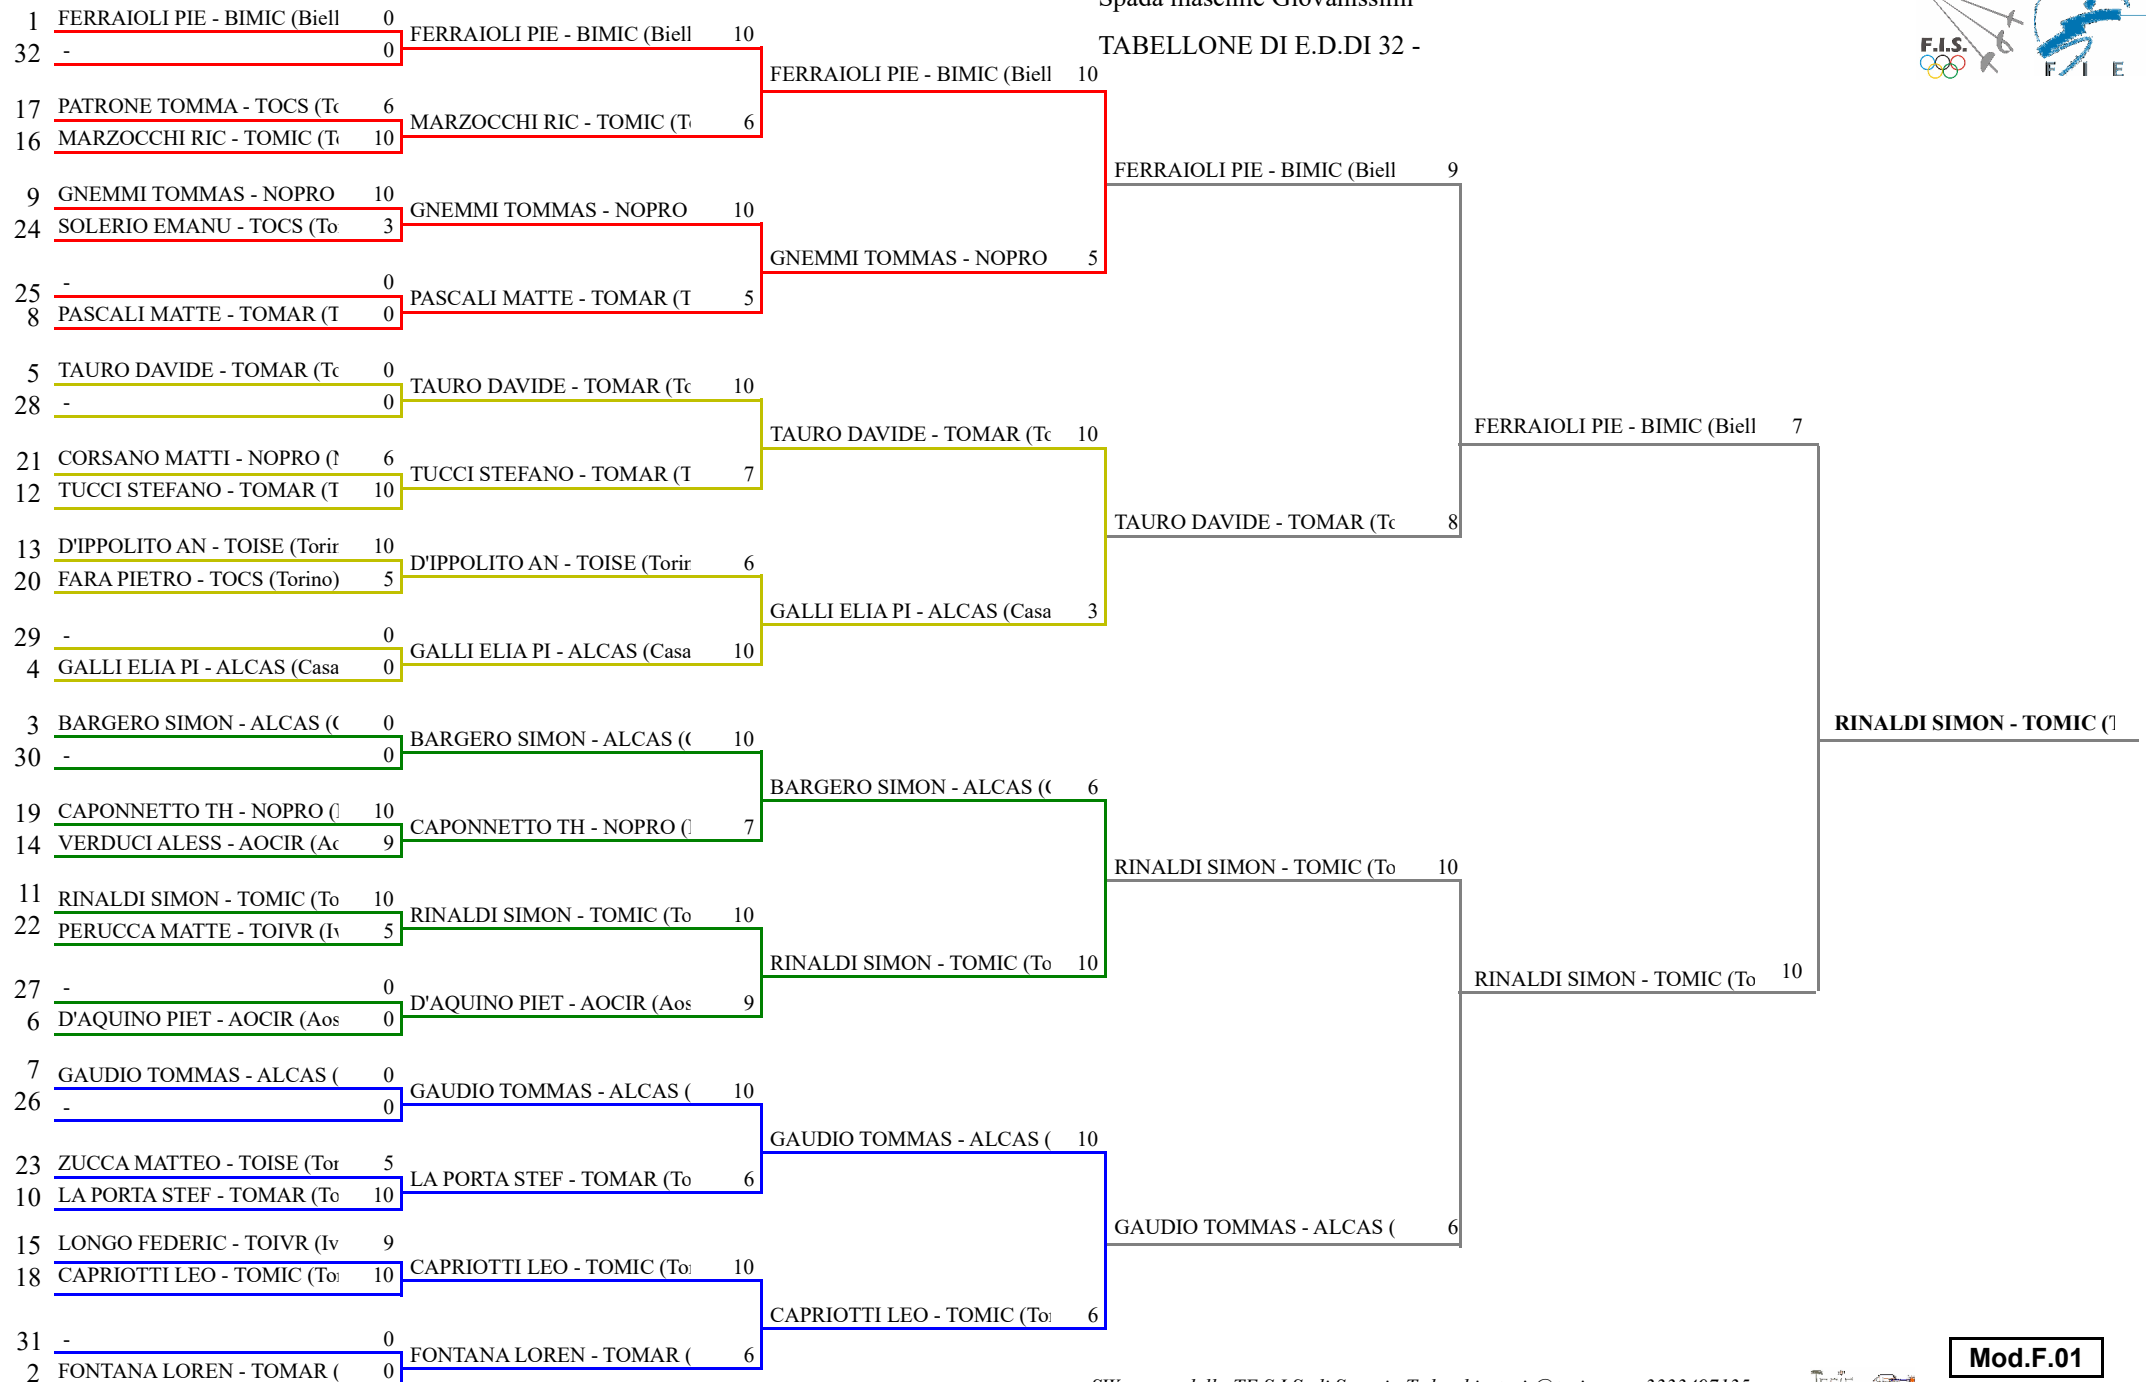 Spada maschile Giovanissimi
TABELLONE DI E.D.DI 32 -
F.I.S.
F I E
1 FERRAIOLI PIE - BIMIC (Biell 0
32 - 0
17 PATRONE TOMMA - TOCS (To 6
16 MARZOCCHI RIC - TOMIC (To 10
9 GNEMMI TOMMAS - NOPRO 10
24 SOLERIO EMANU - TOCS (To 3
25 - 0
8 PASCALI MATTE - TOMAR (T 0
5 TAURO DAVIDE - TOMAR (To 0
28 - 0
21 CORSANO MATTI - NOPRO (N 6
12 TUCCI STEFANO - TOMAR (T 10
13 D'IPPOLITO AN - TOISE (Torin 10
20 FARA PIETRO - TOCS (Torino) 5
29 - 0
4 GALLI ELIA PI - ALCAS (Casa 0
3 BARGERO SIMON - ALCAS (C 0
30 - 0
19 CAPONNETTO TH - NOPRO ( 10
14 VERDUCI ALESS - AOCIR (Ao 9
11 RINALDI SIMON - TOMIC (To 10
22 PERUCCA MATTE - TOIVR (Iv 5
27 - 0
6 D'AQUINO PIET - AOCIR (Aos 0
7 GAUDIO TOMMAS - ALCAS ( 0
26 - 0
23 ZUCCA MATTEO - TOISE (Tor 5
10 LA PORTA STEF - TOMAR (To 10
15 LONGO FEDERIC - TOIVR (Iv 9
18 CAPRIOTTI LEO - TOMIC (Tor 10
31 - 0
2 FONTANA LOREN - TOMAR ( 0
FERRAIOLI PIE - BIMIC (Biell 10
MARZOCCHI RIC - TOMIC (To 6
GNEMMI TOMMAS - NOPRO 10
PASCALI MATTE - TOMAR (T 5
TAURO DAVIDE - TOMAR (To 10
TUCCI STEFANO - TOMAR (T 7
D'IPPOLITO AN - TOISE (Torin 6
GALLI ELIA PI - ALCAS (Casa 10
BARGERO SIMON - ALCAS (C 10
CAPONNETTO TH - NOPRO ( 7
RINALDI SIMON - TOMIC (To 10
D'AQUINO PIET - AOCIR (Aos 9
GAUDIO TOMMAS - ALCAS ( 10
LA PORTA STEF - TOMAR (To 6
CAPRIOTTI LEO - TOMIC (Tor 10
FONTANA LOREN - TOMAR ( 6
FERRAIOLI PIE - BIMIC (Biell 10
GNEMMI TOMMAS - NOPRO 5
TAURO DAVIDE - TOMAR (To 10
GALLI ELIA PI - ALCAS (Casa 3
BARGERO SIMON - ALCAS (C 6
RINALDI SIMON - TOMIC (To 10
GAUDIO TOMMAS - ALCAS ( 10
CAPRIOTTI LEO - TOMIC (Tor 6
FERRAIOLI PIE - BIMIC (Biell 9
TAURO DAVIDE - TOMAR (To 8
RINALDI SIMON - TOMIC (To 10
GAUDIO TOMMAS - ALCAS ( 6
FERRAIOLI PIE - BIMIC (Biell 7
RINALDI SIMON - TOMIC (To 10
RINALDI SIMON - TOMIC (T
Mod.F.01